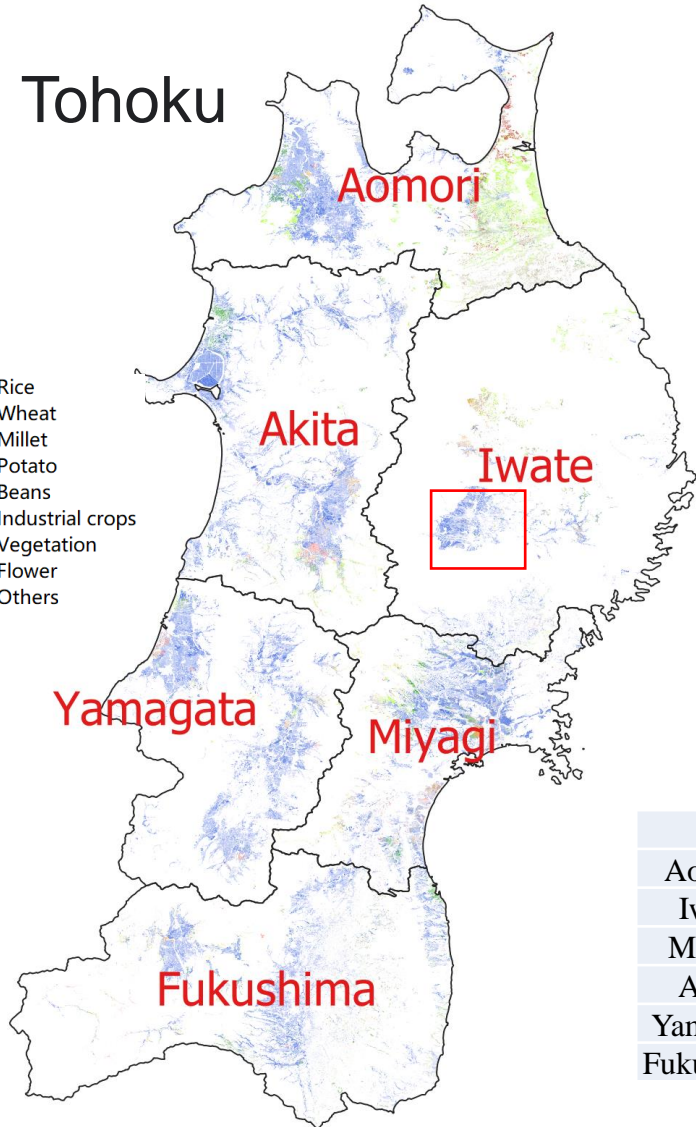 Tohoku
Aomori
Rice
Wheat
Millet
Potato
Beans
Industrial crops
Vegetation
Flower
Others
Akita
Iwate
Yamagata
Miyagi
Fukushima